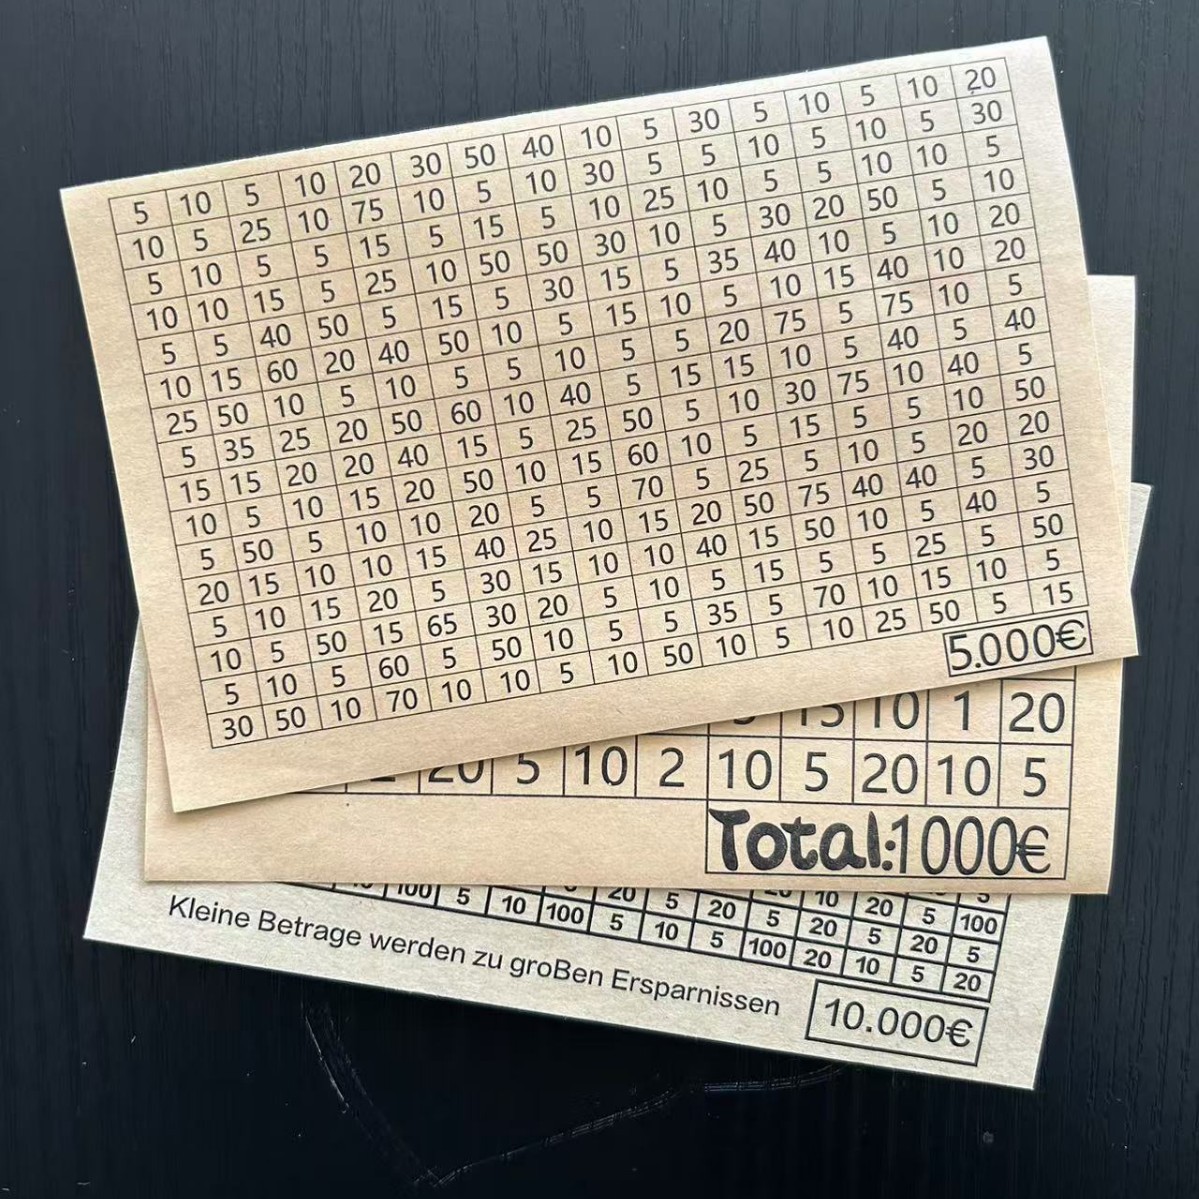 5 10 5 10 20 30 50 40 10 5 30 5 10 5 10 20
10 5 25 10 75 10 5 10 30 5 5 10 5 10 5 30
5 10 5 5 15 5 15 5 10 25 10 5 5 10 10 5
10 10 15 5 25 10 50 50 30 10 5 30 20 50 5 10
5 5 40 50 5 15 5 30 15 5 35 40 10 5 10 20
10 15 60 20 40 50 10 5 15 10 5 10 15 40 10 20
25 50 10 5 10 5 5 10 5 5 20 75 5 75 10 5
5 35 25 20 50 60 10 40 5 15 15 10 5 40 5 40
15 15 20 20 40 15 5 25 50 5 10 30 75 10 40 5
10 5 10 15 20 50 10 15 60 10 5 15 5 5 10 50
5 50 5 10 10 20 5 5 70 5 25 5 10 5 20 20
20 15 10 10 15 40 25 10 15 20 50 75 40 40 5 30
5 10 15 20 5 30 15 10 10 40 15 50 10 5 40 5
10 5 50 15 65 30 20 5 10 5 15 5 5 25 5 50
5 10 5 60 5 50 10 5 5 35 5 70 10 15 10 5
30 50 10 70 10 10 5 10 50 10 5 10 25 50 5 15
5.000€
15 10 1 20
20 5 10 2 10 5 20 10 5
Total:1000€
10 20 5 100
20 5 20 5 20 5 20 5
100 5 10 100 5 10 5 100 20 10 5 20
Kleine Betrage werden zu groBen Ersparnissen
10.000€